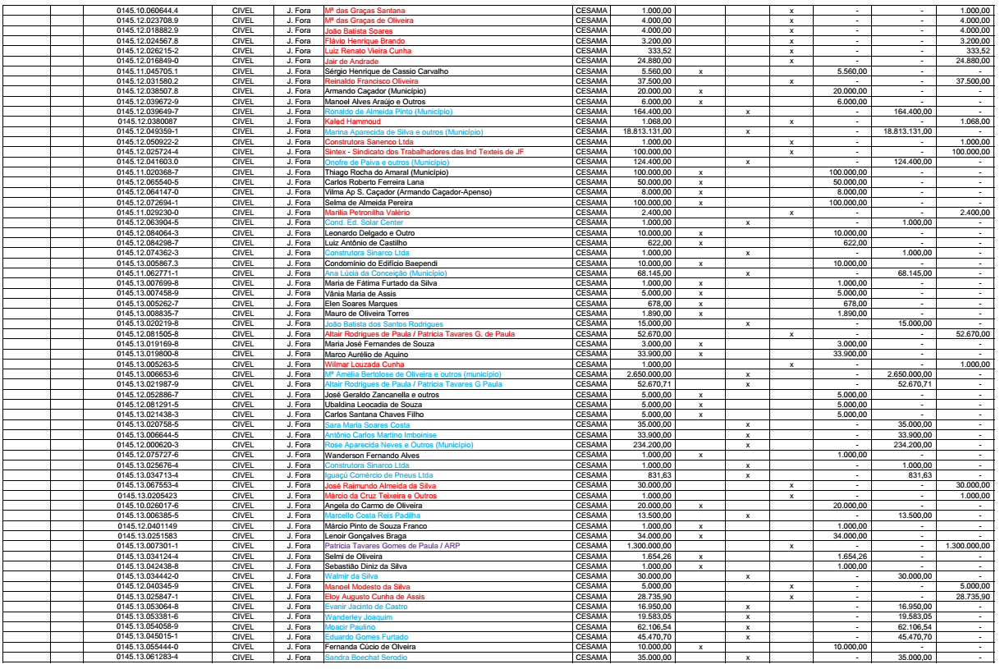 0145.10.060644.4 CIVEL J. Fora Mª das Graças Santana CESAMA 1.000,00 x - - 1.000,00
0145.12.023708.9 CIVEL J. Fora Mª das Graças de Oliveira CESAMA 4.000,00 x - - 4.000,00
0145.12.018882.9 CIVEL J. Fora João Batista Soares CESAMA 4.000,00 x - - 4.000,00
0145.12.024567.8 CIVEL J. Fora Flávio Henrique Brando CESAMA 3.200,00 x - - 3.200,00
0145.12.026215-2 CIVEL J. Fora Luiz Renato Vieira Cunha CESAMA 333,52 x - - 333,52
0145.12.016849-0 CIVEL J. Fora Jair de Andrade CESAMA 24.880,00 x - - 24.880,00
0145.11.045705.1 CIVEL J. Fora Sérgio Henrique de Cassio Carvalho CESAMA 5.560,00 x 5.560,00 - -
0145.12.031580.2 CIVEL J. Fora Reinaldo Francisco Oliveira CESAMA 37.500,00 x - - 37.500,00
0145.12.038507.8 CIVEL J. Fora Armando Caçador (Município) CESAMA 20.000,00 x 20.000,00 - -
0145.12.039672-9 CIVEL J. Fora Manoel Alves Araújo e Outros CESAMA 6.000,00 x 6.000,00 - -
0145.12.039649-7 CIVEL J. Fora Ronaldo de Almeida Pinto (Município) CESAMA 164.400,00 x - 164.400,00 -
0145.12.0380087 CIVEL J. Fora Kaled Hammoud CESAMA 1.068,00 x - - 1.068,00
0145.12.049359-1 CIVEL J. Fora Marina Aparecida de Silva e outros (Município) CESAMA 18.813.131,00 x - 18.813.131,00 -
0145.12.050922-2 CIVEL J. Fora Construtora Sanenco Ltda CESAMA 1.000,00 x - - 1.000,00
0145.12.025724-4 CIVEL J. Fora Sintex - Sindicato dos Trabalhadores das Ind Texteis de JF CESAMA 100.000,00 x - - 100.000,00
0145.12.041603.0 CIVEL J. Fora Onofre de Paiva e outros (Município) CESAMA 124.400,00 x - 124.400,00 -
0145.11.020368-7 CIVEL J. Fora Thiago Rocha do Amaral (Município) CESAMA 100.000,00 x 100.000,00 - -
0145.12.065540-5 CIVEL J. Fora Carlos Roberto Ferreira Lana CESAMA 50.000,00 x 50.000,00 - -
0145.12.064147-0 CIVEL J. Fora Vilma Ap S. Caçador (Armando Caçador-Apenso) CESAMA 8.000,00 x 8.000,00 - -
0145.12.072694-1 CIVEL J. Fora Selma de Almeida Pereira CESAMA 100.000,00 x 100.000,00 - -
0145.11.029230-0 CIVEL J. Fora Marilia Petronilha Valério CESAMA 2.400,00 x - - 2.400,00
0145.12.063904-5 CIVEL J. Fora Cond. Ed. Solar Center CESAMA 1.000,00 x - 1.000,00 -
0145.12.084064-3 CIVEL J. Fora Leonardo Delgado e Outro CESAMA 10.000,00 x 10.000,00 - -
0145.12.084298-7 CIVEL J. Fora Luiz Antônio de Castilho CESAMA 622,00 x 622,00 - -
0145.12.074362-3 CIVEL J. Fora Construtora Sinarco Ltda CESAMA 1.000,00 x - 1.000,00 -
0145.13.005867.3 CIVEL J. Fora Condomínio do Edifício Baependi CESAMA 10.000,00 x 10.000,00 - -
0145.11.062771-1 CIVEL J. Fora Ana Lúcia da Conceição (Município) CESAMA 68.145,00 x - 68.145,00 -
0145.13.007699-8 CIVEL J. Fora Maria de Fátima Furtado da Silva CESAMA 1.000,00 x 1.000,00 - -
0145.13.007458-9 CIVEL J. Fora Vânia Maria de Assis CESAMA 5.000,00 x 5.000,00 - -
0145.13.005262-7 CIVEL J. Fora Elen Soares Marques CESAMA 678,00 x 678,00 - -
0145.13.008835-7 CIVEL J. Fora Mauro de Oliveira Torres CESAMA 1.890,00 x 1.890,00 - -
0145.13.020219-8 CIVEL J. Fora João Batista dos Santos Rodrigues CESAMA 15.000,00 x - 15.000,00 -
0145.12.081505-8 CIVEL J. Fora Altair Rodrigues de Paula / Patricia Tavares G. de Paula CESAMA 52.670,00 x - - 52.670,00
0145.13.019169-8 CIVEL J. Fora Maria José Fernandes de Souza CESAMA 3.000,00 x 3.000,00 - -
0145.13.019800-8 CIVEL J. Fora Marco Aurélio de Aquino CESAMA 33.900,00 x 33.900,00 - -
0145.13.005263-5 CIVEL J. Fora Wilmar Louzada Cunha CESAMA 1.000,00 x - - 1.000,00
0145.13.006653-6 CIVEL J. Fora Mª Amélia Bertolose de Oliveira e outros (município) CESAMA 2.650.000,00 x - 2.650.000,00 -
0145.13.021987-9 CIVEL J. Fora Altair Rodrigues de Paula / Patricia Tavares G Paula CESAMA 52.670,71 x - 52.670,71 -
0145.12.052886-7 CIVEL J. Fora José Geraldo Zancanella e outros CESAMA 5.000,00 x 5.000,00 - -
0145.12.081291-5 CIVEL J. Fora Ubaldina Leocadia de Souza CESAMA 5.000,00 x 5.000,00 - -
0145.13.021438-3 CIVEL J. Fora Carlos Santana Chaves Filho CESAMA 5.000,00 x 5.000,00 - -
0145.13.020758-5 CIVEL J. Fora Sara Maria Soares Costa CESAMA 35.000,00 x - 35.000,00 -
0145.13.006644-5 CIVEL J. Fora Antônio Carlos Martino Imboinise CESAMA 33.900,00 x - 33.900,00 -
0145.12.000620-3 CIVEL J. Fora Rose Aparecida Neves e Outros (Município) CESAMA 234.200,00 x - 234.200,00 -
0145.12.075727-6 CIVEL J. Fora Wanderson Fernando Alves CESAMA 1.000,00 x 1.000,00 - -
0145.13.025676-4 CIVEL J. Fora Construtora Sinarco Ltda CESAMA 1.000,00 x - 1.000,00 -
0145.13.034713-4 CIVEL J. Fora Iguaçú Comércio de Pneus Ltda CESAMA 831,63 x - 831,63 -
0145.13.067553-4 CIVEL J. Fora José Raimundo Almeida da Silva CESAMA 30.000,00 x - - 30.000,00
0145.13.0205423 CIVEL J. Fora Márcio da Cruz Teixeira e Outros CESAMA 1.000,00 x - - 1.000,00
0145.10.026017-6 CIVEL J. Fora Angela do Carmo de Oliveira CESAMA 20.000,00 x 20.000,00 - -
0145.13.006385-5 CIVEL J. Fora Marcello Costa Reis Padilha CESAMA 13.500,00 x - 13.500,00 -
0145.12.0401149 CIVEL J. Fora Márcio Pinto de Souza Franco CESAMA 1.000,00 x 1.000,00 - -
0145.13.0251583 CIVEL J. Fora Lenoir Gonçalves Braga CESAMA 34.000,00 x 34.000,00 - -
0145.13.007301-1 CIVEL J. Fora Patricia Tavares Gomes de Paula / ARP CESAMA 1.300.000,00 x - - 1.300.000,00
0145.13.034124-4 CIVEL J. Fora Selmi de Oliveira CESAMA 1.654,26 x 1.654,26 - -
0145.13.042438-8 CIVEL J. Fora Sebastião Diniz da Silva CESAMA 1.000,00 x 1.000,00 - -
0145.13.034442-0 CIVEL J. Fora Walmir da Silva CESAMA 30.000,00 x - 30.000,00 -
0145.12.040345-9 CIVEL J. Fora Manoel Modesto da Silva CESAMA 5.000,00 x - - 5.000,00
0145.13.025847-1 CIVEL J. Fora Eloy Augusto Cunha de Assis CESAMA 28.735,90 x - - 28.735,90
0145.13.053064-8 CIVEL J. Fora Evanir Jacinto de Castro CESAMA 16.950,00 x - 16.950,00 -
0145.13.053381-6 CIVEL J. Fora Wanderley Joaquim CESAMA 19.583,05 x - 19.583,05 -
0145.13.054058-9 CIVEL J. Fora Moacir Paulino CESAMA 62.106,54 x - 62.106,54 -
0145.13.045015-1 CIVEL J. Fora Eduardo Gomes Furtado CESAMA 45.470,70 x - 45.470,70 -
0145.13.055444-0 CIVEL J. Fora Fernanda Cúcio de Olveira CESAMA 10.000,00 x 10.000,00 - -
0145.13.061283-4 CIVEL J. Fora Sandra Boechat Serodio CESAMA 35.000,00 x - 35.000,00 -